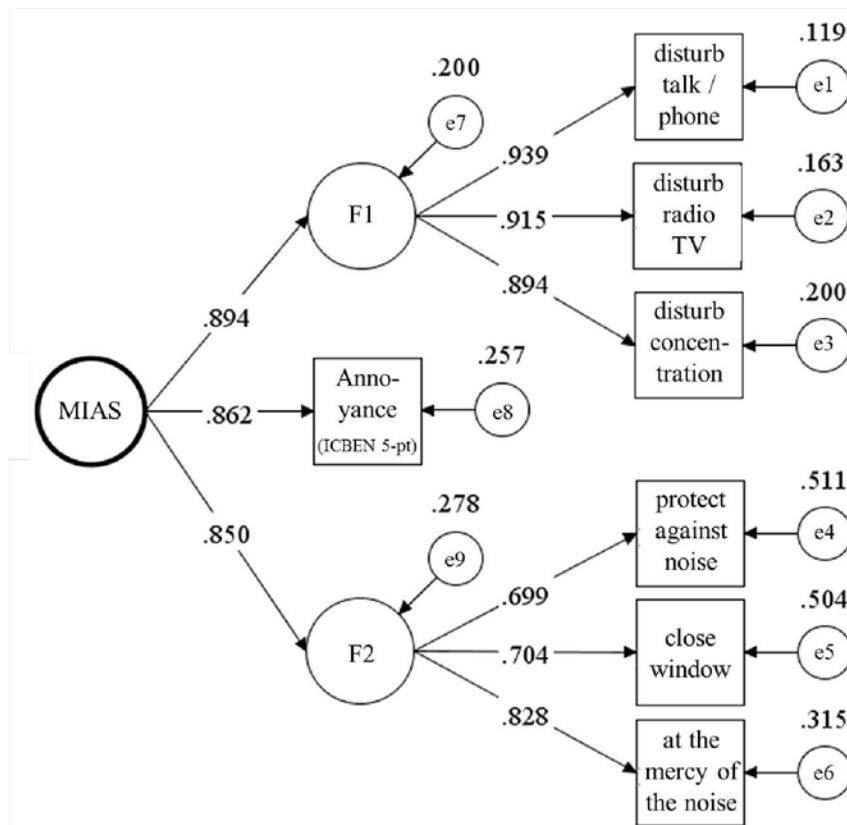 .119
disturb
talk /
phone
e1
.200
e7
.939
.163
disturb
radio
TV
e2
F1
.915
.894
.200
disturb
concen-
tration
e3
.894
MIAS
.862
Anno-
yance
(ICBEN 5-pt)
.257
e8
.850
.511
protect
against
noise
e4
.278
e9
.699
.504
close
window
e5
F2
.704
.828
.315
at the
mercy of
the noise
e6